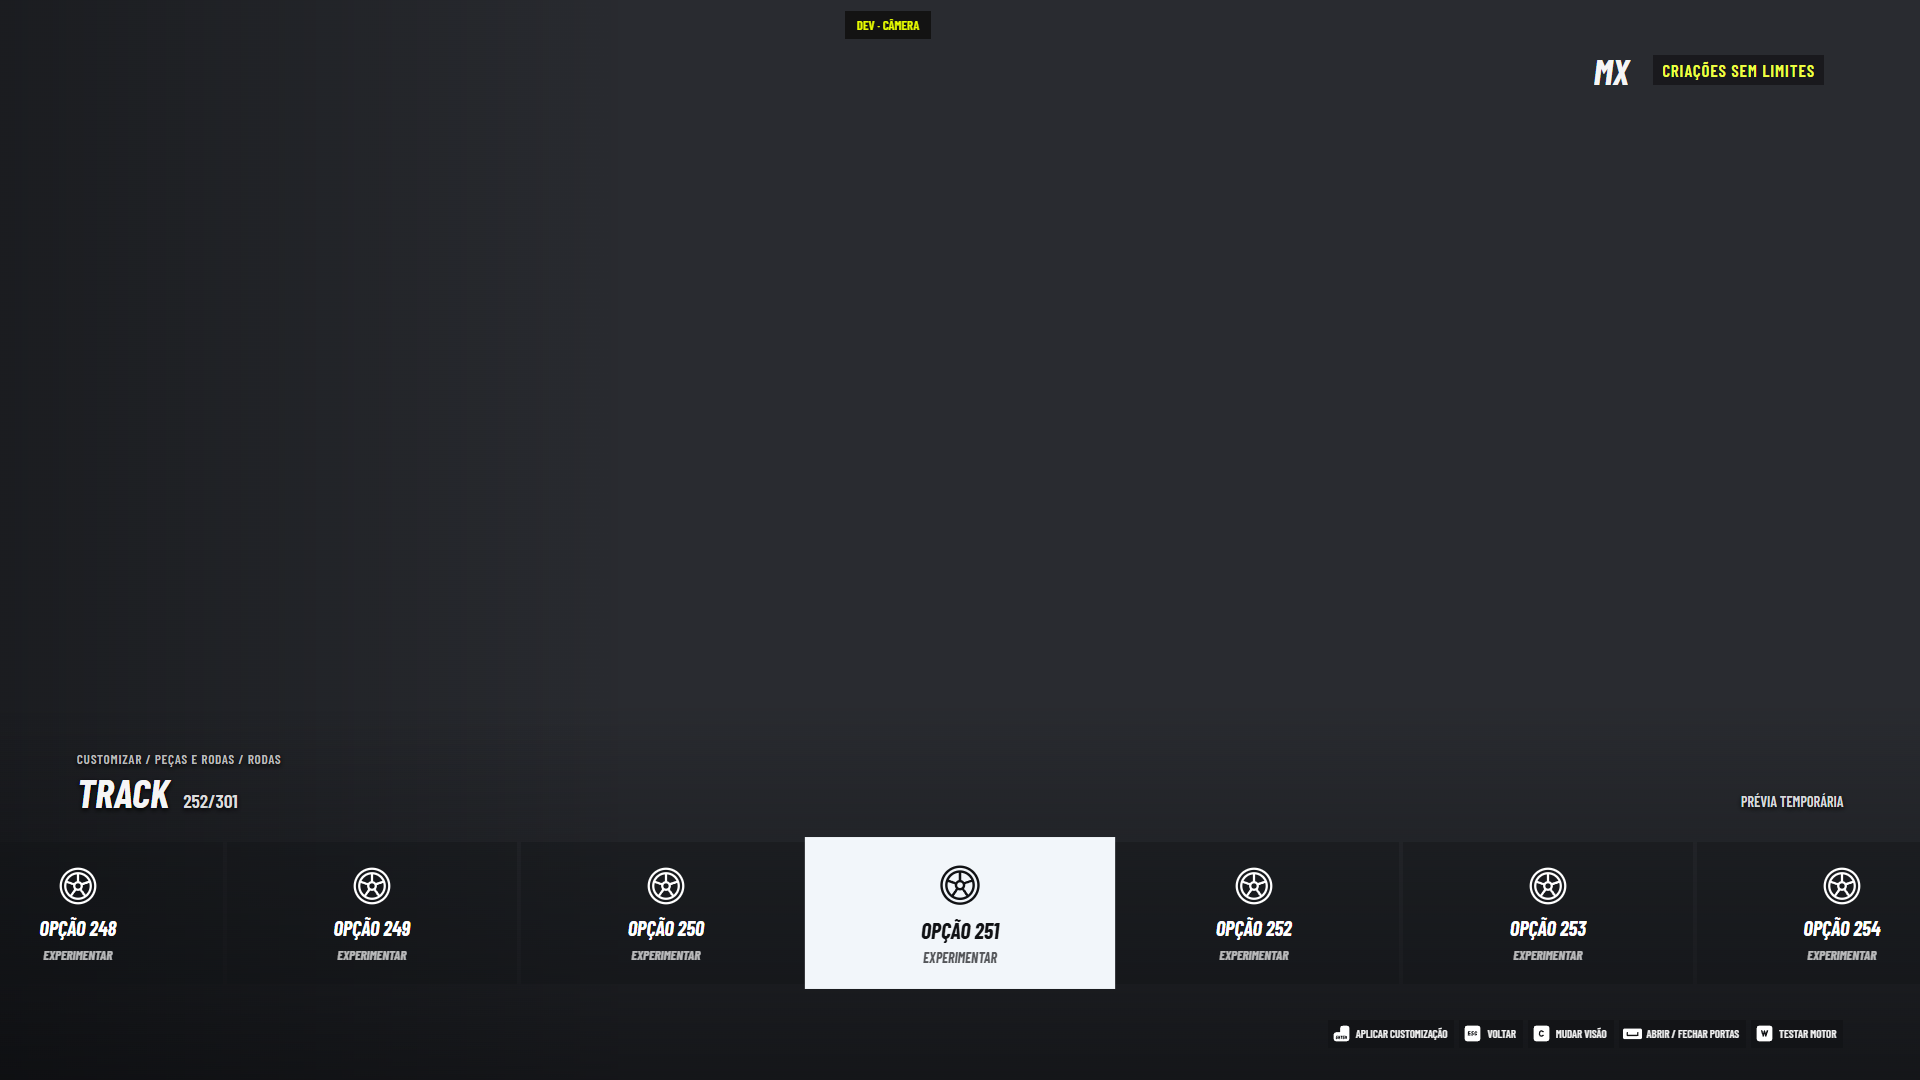 DEV · CÂMERA
MX CRIAÇÕES SEM LIMITES
CUSTOMIZAR / PEÇAS E RODAS / RODAS
TRACK 252/301
PRÉVIA TEMPORÁRIA
OPÇÃO 248
EXPERIMENTAR
OPÇÃO 249
EXPERIMENTAR
OPÇÃO 250
EXPERIMENTAR
OPÇÃO 251
EXPERIMENTAR
OPÇÃO 252
EXPERIMENTAR
OPÇÃO 253
EXPERIMENTAR
OPÇÃO 254
EXPERIMENTAR
ENTER APLICAR CUSTOMIZAÇÃO ESC VOLTAR C MUDAR VISÃO ABRIR / FECHAR PORTAS W TESTAR MOTOR